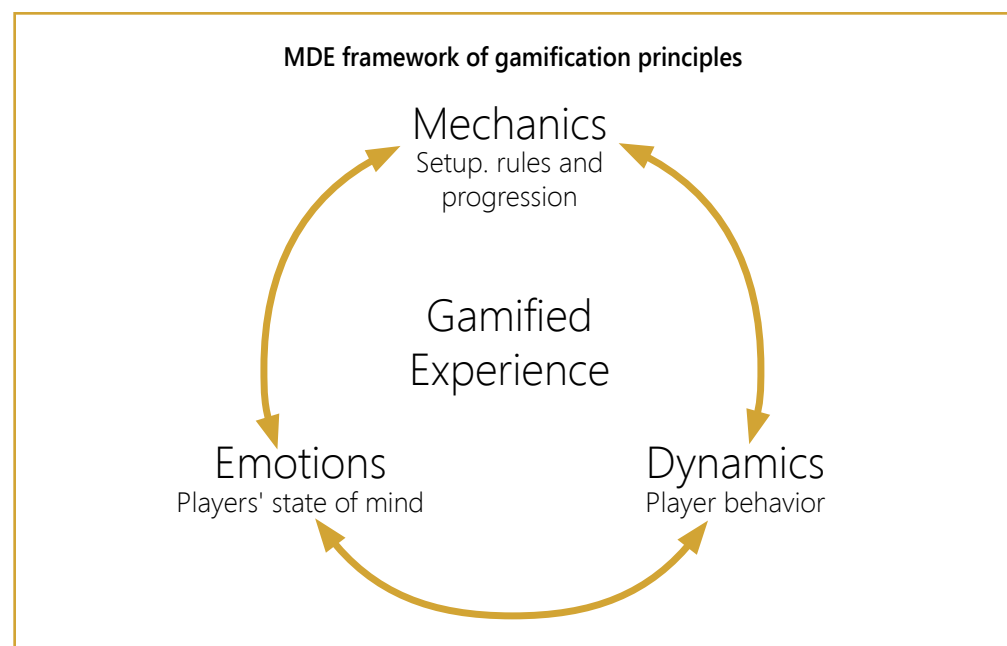 MDE framework of gamification principles
Mechanics
Setup. rules and
progression
Gamified
Experience
Emotions
Players' state of mind
Dynamics
Player behavior